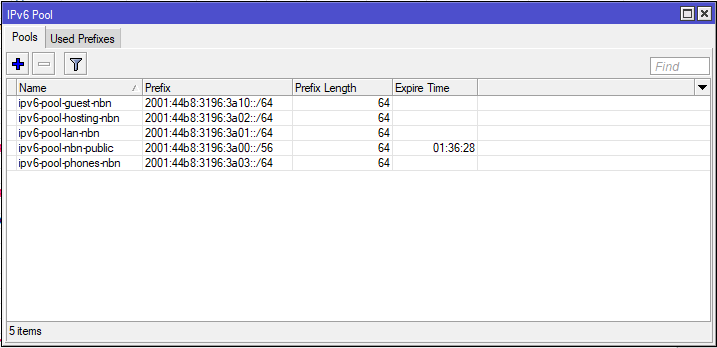 IPv6 Pool
Pools Used Prefixes
Find
Name Prefix Prefix Length Expire Time
ipv6-pool-guest-nbn 2001:44b8:3196:3a10::/64 64
ipv6-pool-hosting-nbn 2001:44b8:3196:3a02::/64 64
ipv6-pool-lan-nbn 2001:44b8:3196:3a01::/64 64
ipv6-pool-nbn-public 2001:44b8:3196:3a00::/56 64 01:36:28
ipv6-pool-phones-nbn 2001:44b8:3196:3a03::/64 64
5 items